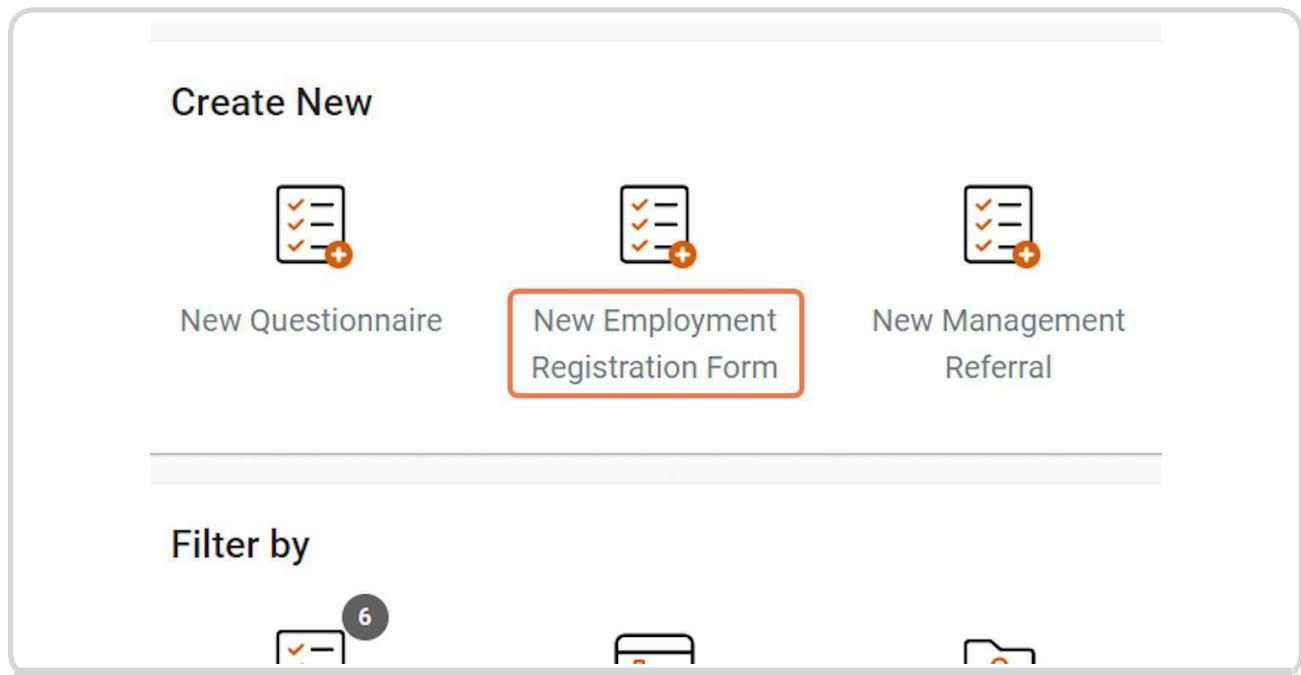 Create New
New Questionnaire
New Employment
Registration Form
New Management
Referral
Filter by
6